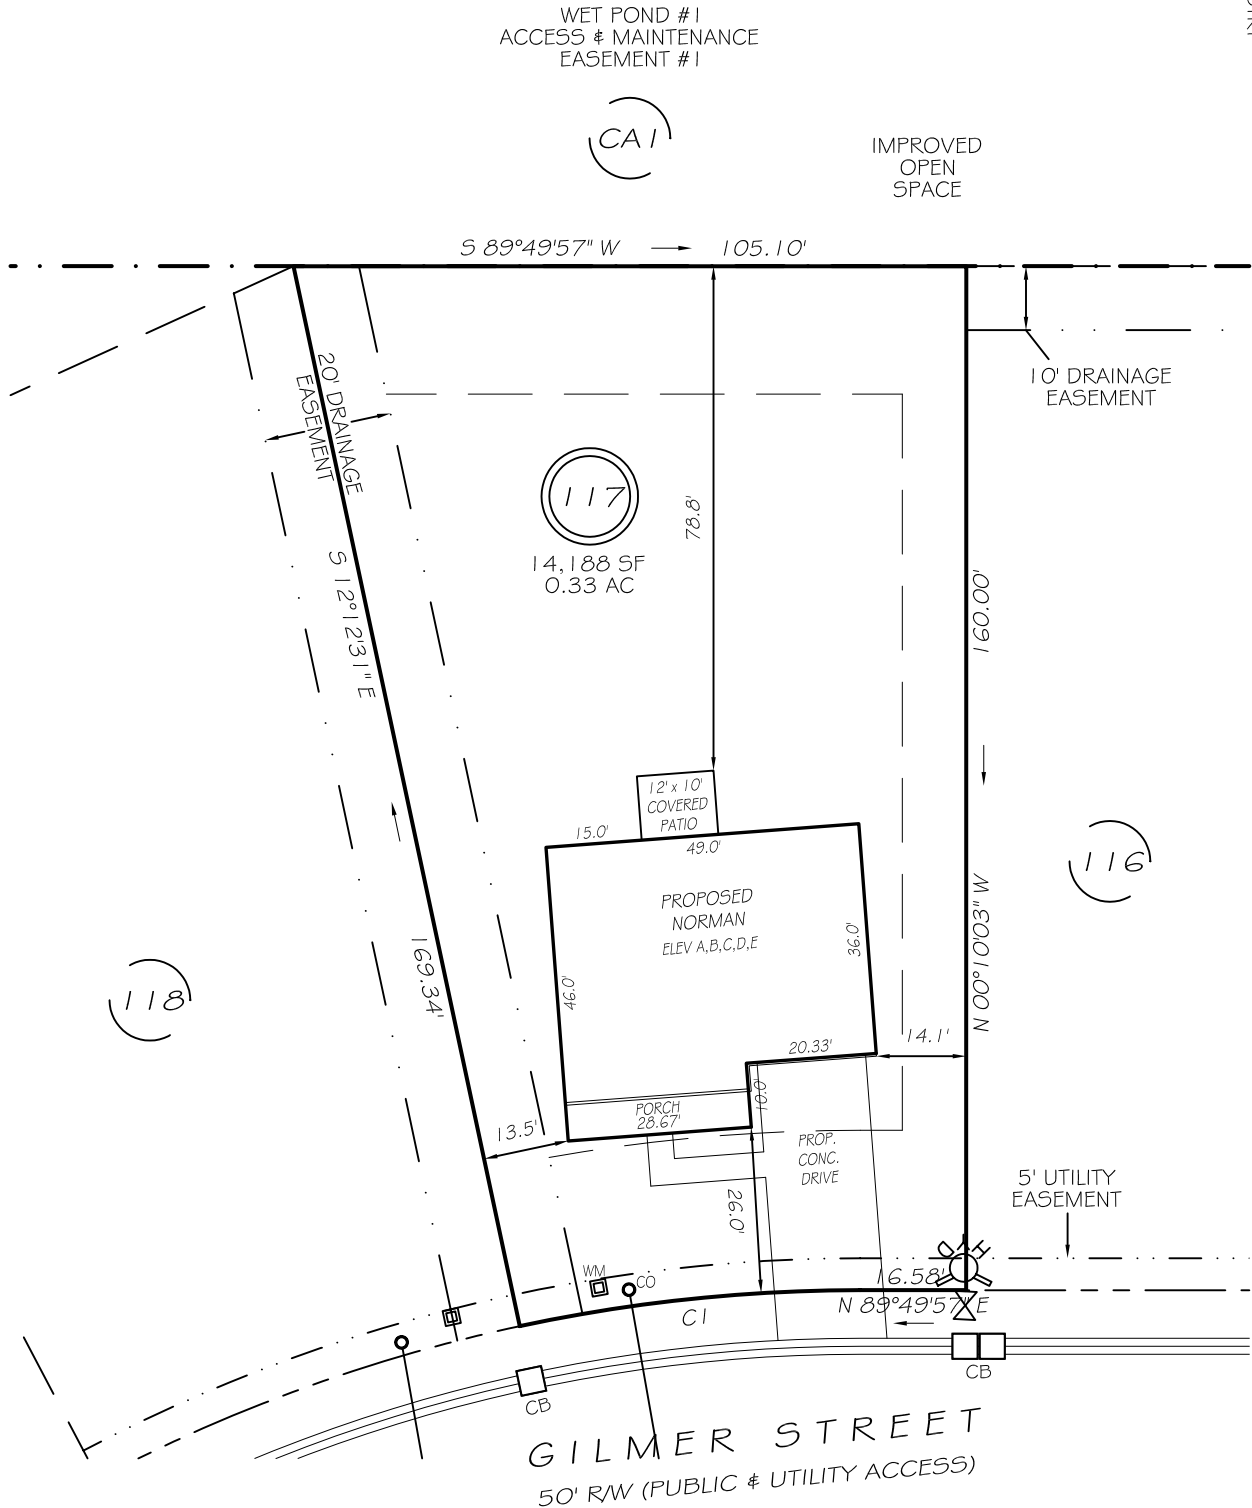 WET POND #1
ACCESS & MAINTENANCE
EASEMENT #1
CA1
IMPROVED
OPEN
SPACE
S 89°49'57" W
105.10'
20' DRAINAGE
EASEMENT
10' DRAINAGE
EASEMENT
117
14,188 SF
0.33 AC
78.8'
S 12°12'31" E
160.00'
12' x 10'
COVERED
PATIO
15.0'
49.0'
PROPOSED
NORMAN
ELEV A,B,C,D,E
36.0'
46.0'
116
169.34'
N 00°10'03" W
118
14.1'
20.33'
PORCH
28.67'
10.0'
13.5'
PROP.
CONC.
DRIVE
26.0'
5' UTILITY
EASEMENT
WM
CO
16.58'
N 89°49'57" E
C1
CB
CB
GILMER STREET
50' R/W (PUBLIC & UTILITY ACCESS)